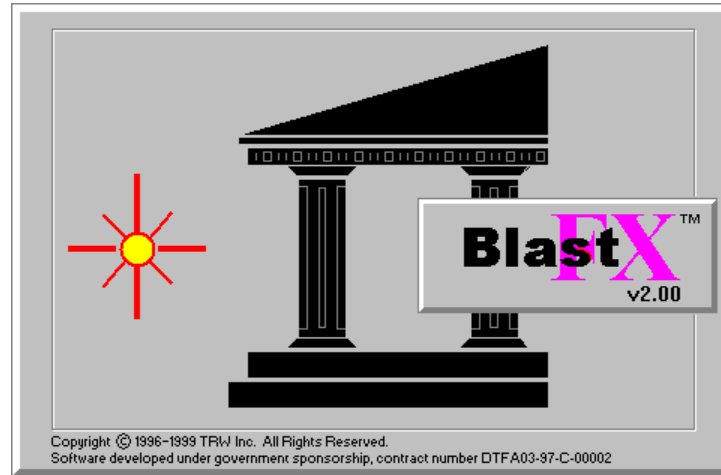 BlastFX™
v2.00
Copyright © 1996-1999 TRW Inc. All Rights Reserved.
Software developed under government sponsorship, contract number DTFA03-97-C-00002